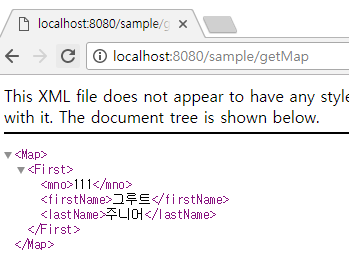 localhost:8080/sample/g
localhost:8080/sample/getMap
This XML file does not appear to have any style
with it. The document tree is shown below.
▼<Map>
▼<First>
<mno>111</mno>
<firstName>그루트</firstName>
<lastName>주니어</lastName>
</First>
</Map>